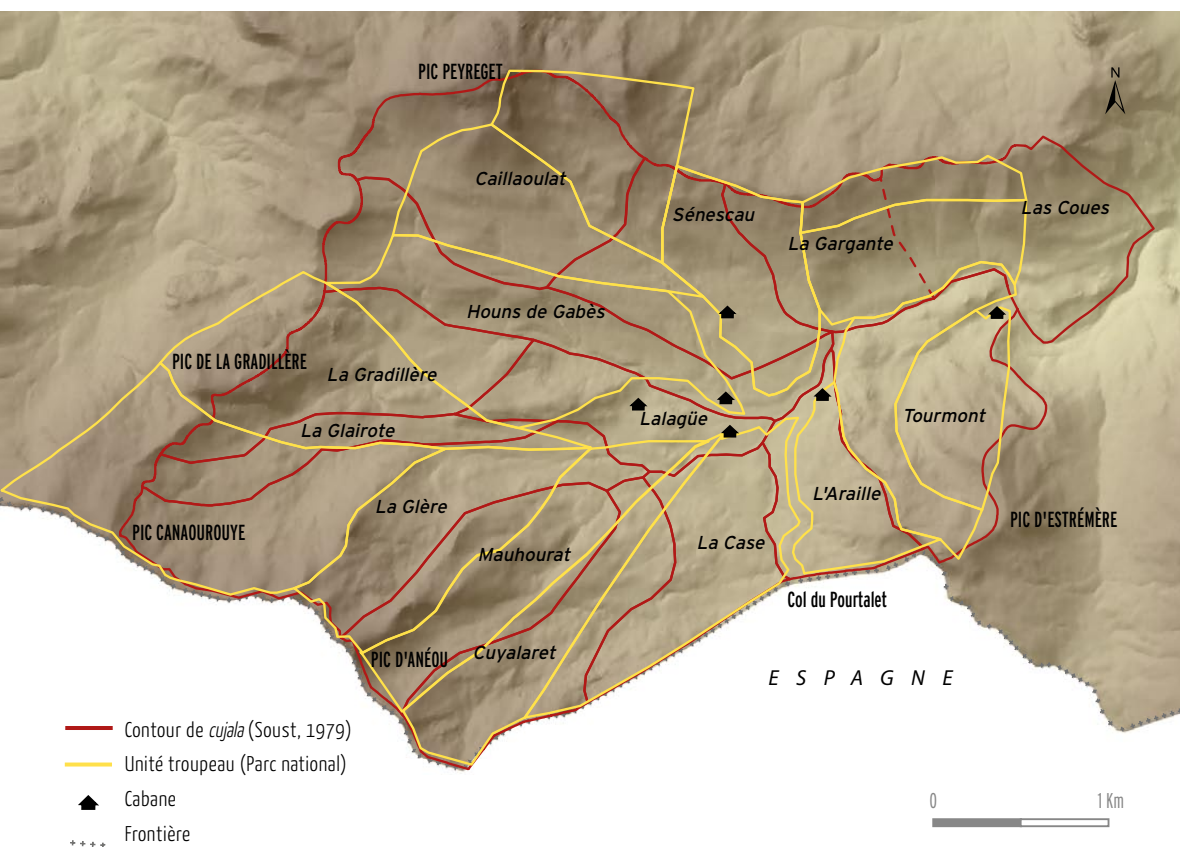 PIC PEYREGET
N
Caillaoulat
Sénescau
Las Coues
La Gargante
Houns de Gabès
PIC DE LA GRADILLÈRE
La Gradillère
Lalagüe
Tourmont
La Glairote
L'Araille
La Glère
PIC CANAOUROUYE
PIC D'ESTRÉMÈRE
La Case
Mauhourat
Col du Pourtalet
PIC D'ANÉOU
Cuyalaret
ESPAGNE
Contour de cujala (Soust, 1979)
Unité troupeau (Parc national)
Cabane
Frontière
0 1 Km